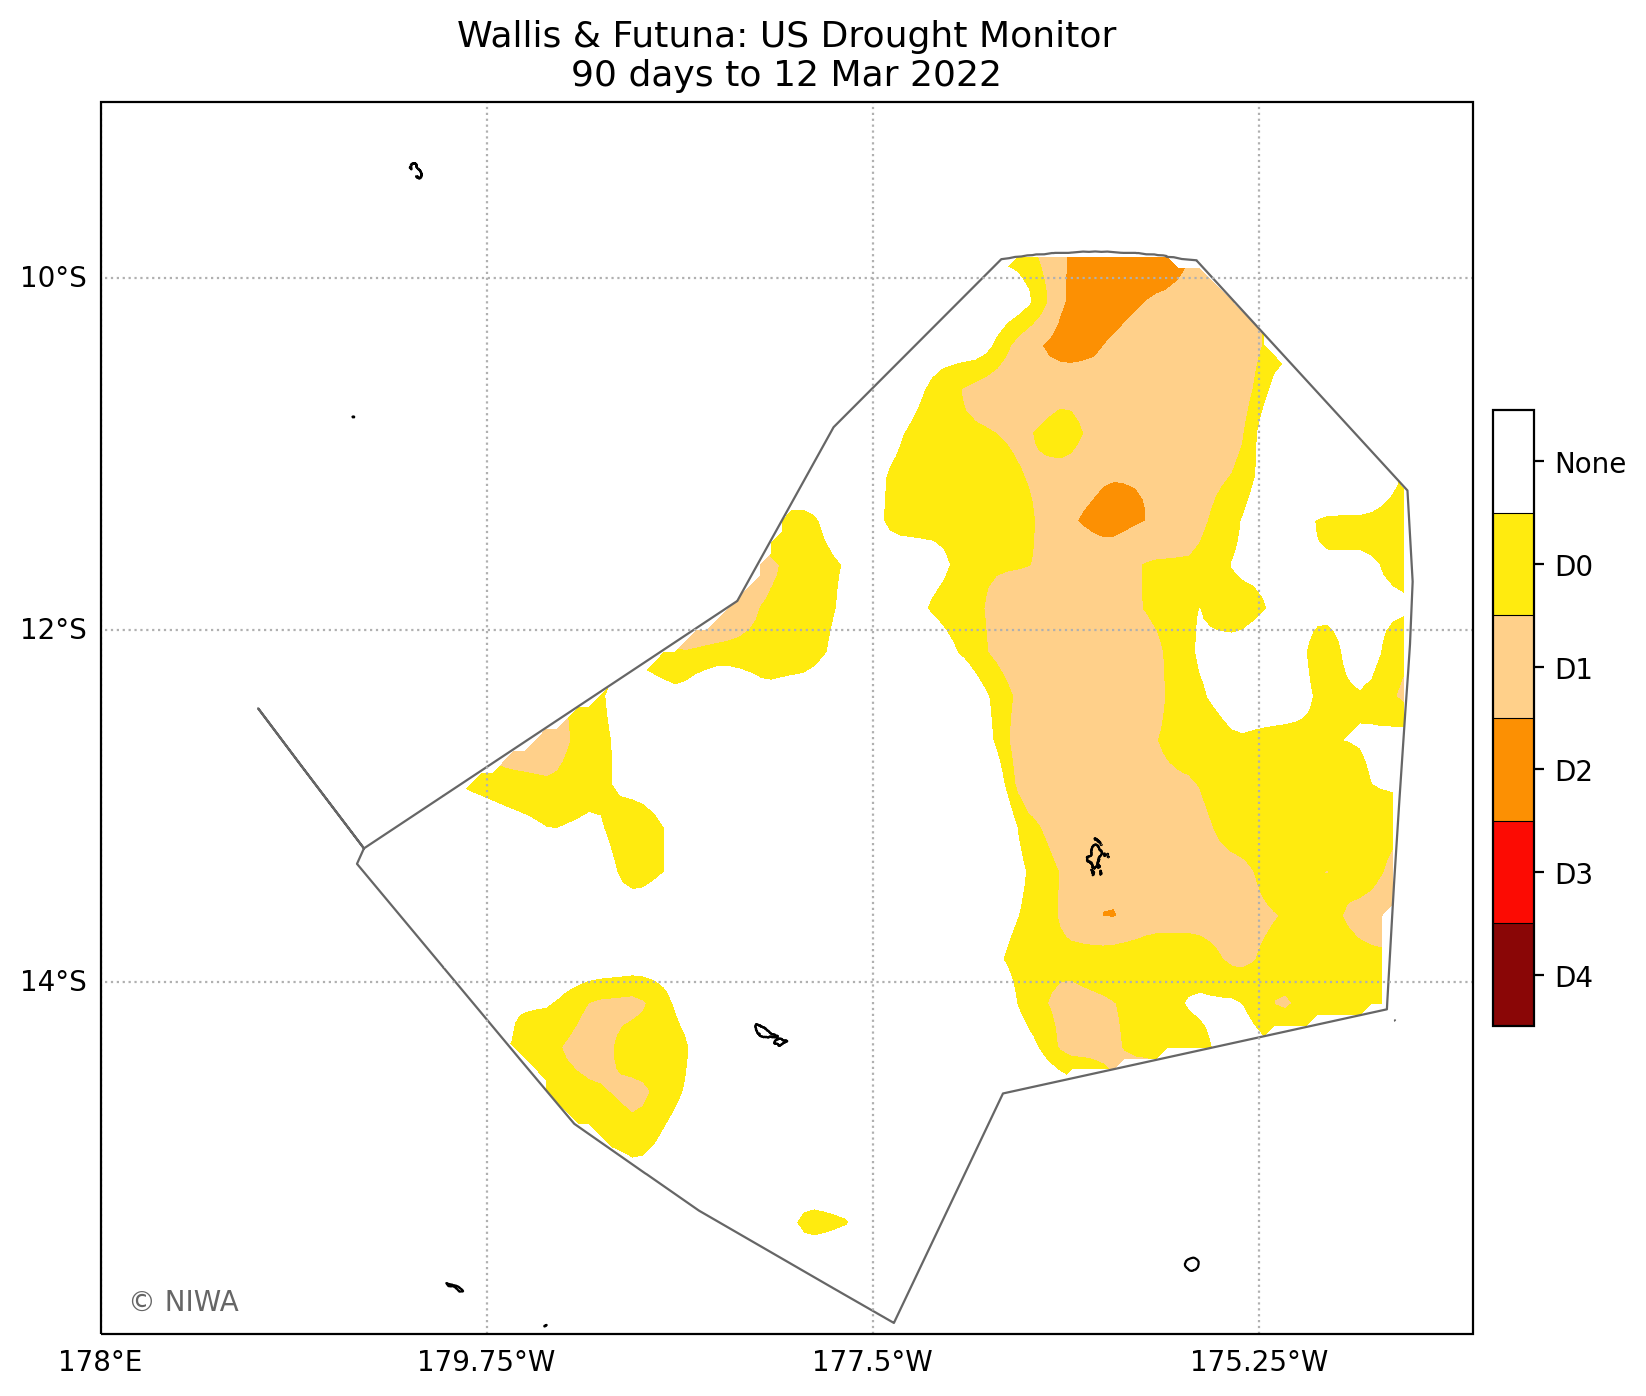 Wallis & Futuna: US Drought Monitor
90 days to 12 Mar 2022
10°S
12°S
14°S
178°E
179.75°W
177.5°W
175.25°W
None
D0
D1
D2
D3
D4
© NIWA